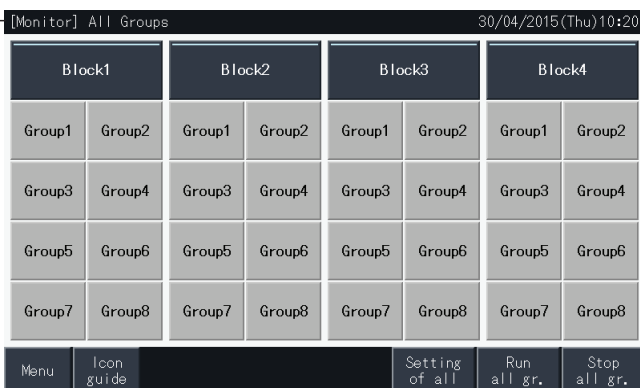 [Monitor] All Groups 30/04/2015(Thu)10:20
Block1 Block2 Block3 Block4
Group1 Group2 Group1 Group2 Group1 Group2 Group1 Group2
Group3 Group4 Group3 Group4 Group3 Group4 Group3 Group4
Group5 Group6 Group5 Group6 Group5 Group6 Group5 Group6
Group7 Group8 Group7 Group8 Group7 Group8 Group7 Group8
Menu
Icon
guide
Setting
of all
Run
all gr.
Stop
all gr.